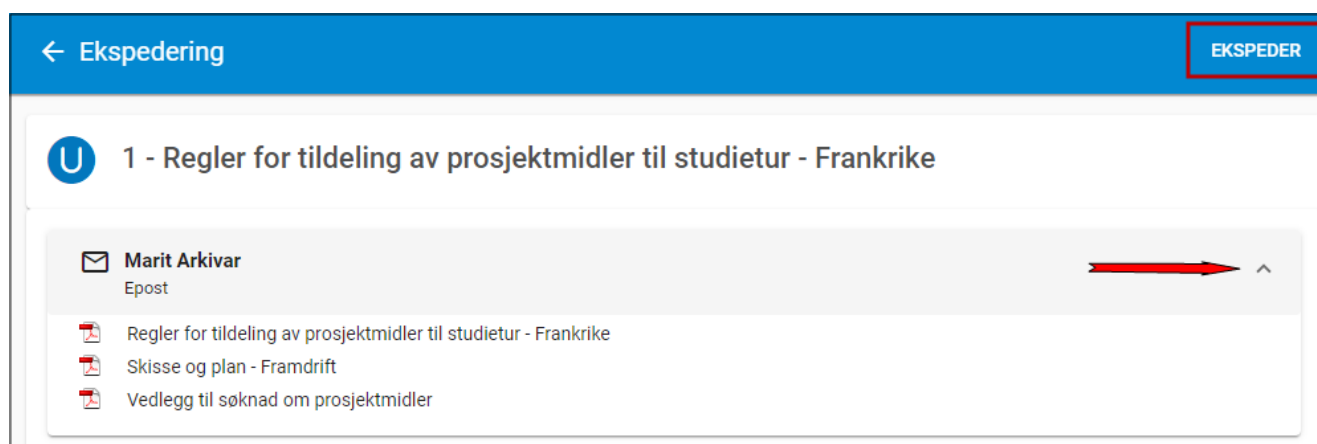 Ekspedering
EKSPEDER
U
1 - Regler for tildeling av prosjektmidler til studietur - Frankrike
Marit Arkivar
Epost
Regler for tildeling av prosjektmidler til studietur - Frankrike
Skisse og plan - Framdrift
Vedlegg til søknad om prosjektmidler